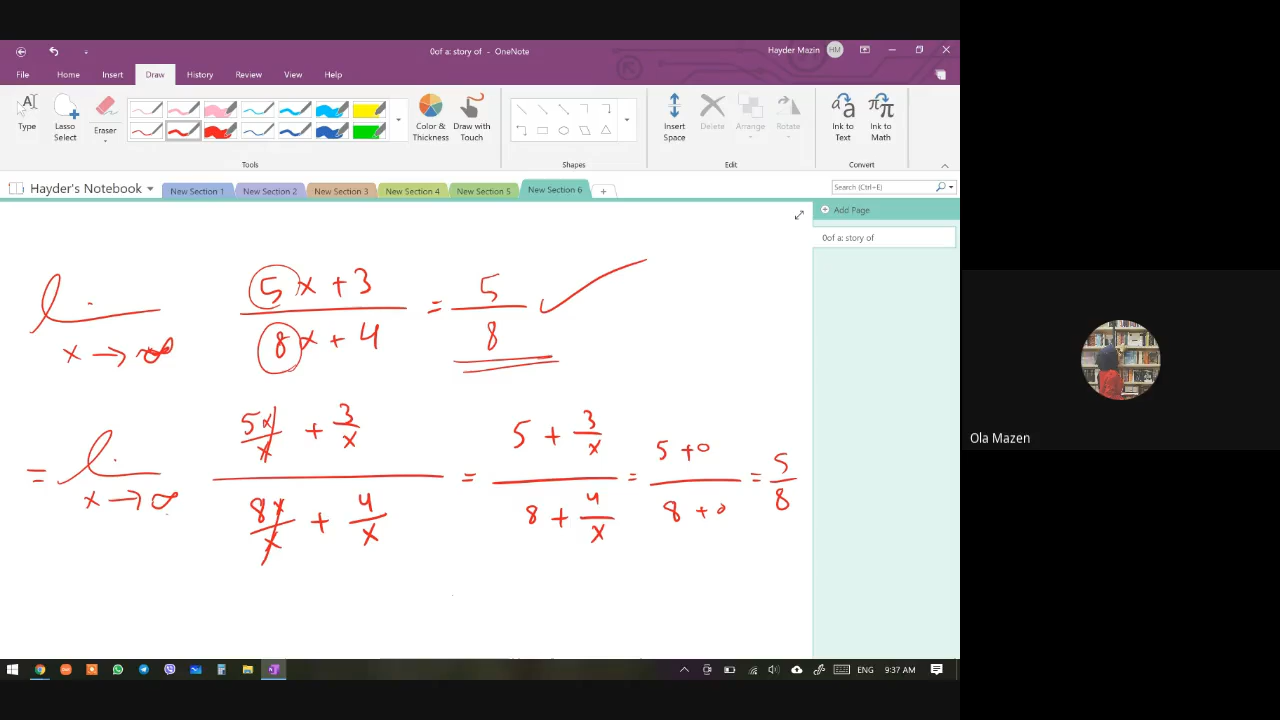 0of a: story of - OneNote
Hayder Mazin HM
File Home Insert Draw History Review View Help
Type Lasso Select Eraser Color & Thickness Draw with Touch Insert Space Delete Arrange Rotate Ink to Text Ink to Math
Tools Shapes Edit Convert
Hayder's Notebook New Section 1 New Section 2 New Section 3 New Section 4 New Section 5 New Section 6 + Search (Ctrl+E)
Add Page
0of a: story of
lim x → ∞ (5x + 3)/(8x + 4) = 5/8 ✓
= lim x → ∞ (5x/x + 3/x)/(8x/x + 4/x) = (5 + 3/x)/(8 + 4/x) = (5 + 0)/(8 + 0) = 5/8
Ola Mazen
ENG 9:37 AM